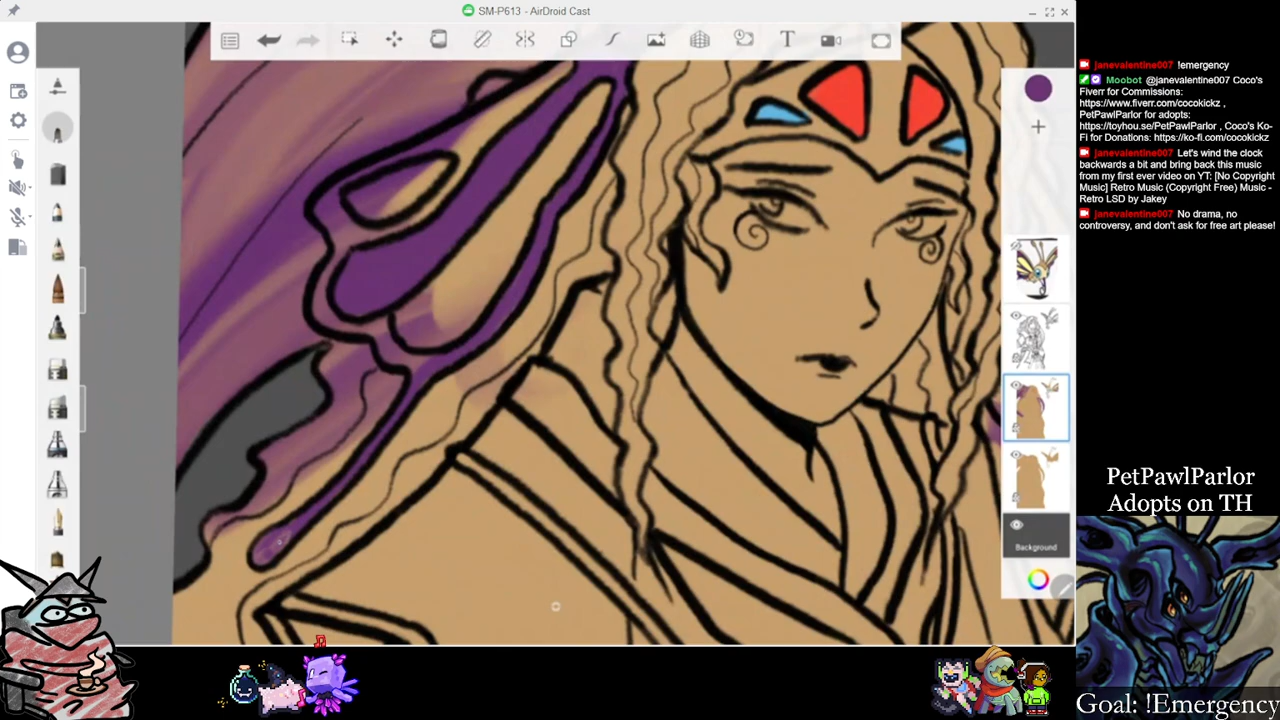 SM-P613 - AirDroid Cast
janevalentine007 !emergency
Moobot @janevalentine007 Coco's
Fiverr for Commissions:
https://www.fiverr.com/cocokickz ,
PetPawlParlor for adopts:
https://toyhou.se/PetPawlParlor , Coco's Ko-
Fi for Donations: https://ko-fi.com/cocokickz
janevalentine007 Let's wind the clock
backwards a bit and bring back this music
from my first ever video on YT: [No Copyright
Music] Retro Music (Copyright Free) Music -
Retro LSD by Jakey
janevalentine007 No drama, no
controversy, and don't ask for free art please!
T
Background
PetPawlParlor
Adopts on TH
Goal: !Emergency